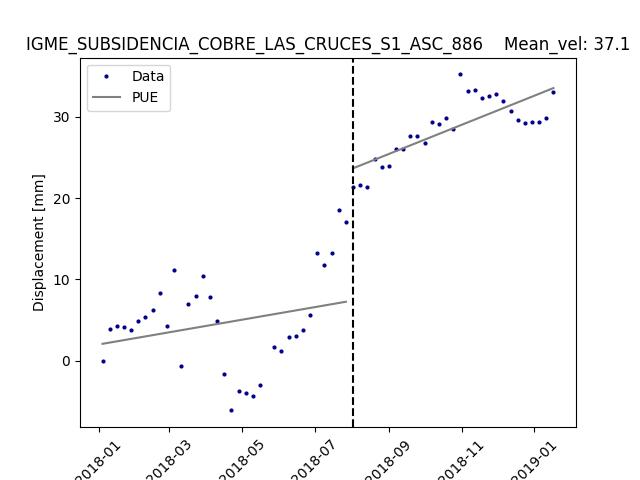 IGME_SUBSIDENCIA_COBRE_LAS_CRUCES_S1_ASC_886    Mean_vel: 37.1
Data
PUE
Displacement [mm]
30
20
10
0
2018-01
2018-03
2018-05
2018-07
2018-09
2018-11
2019-01